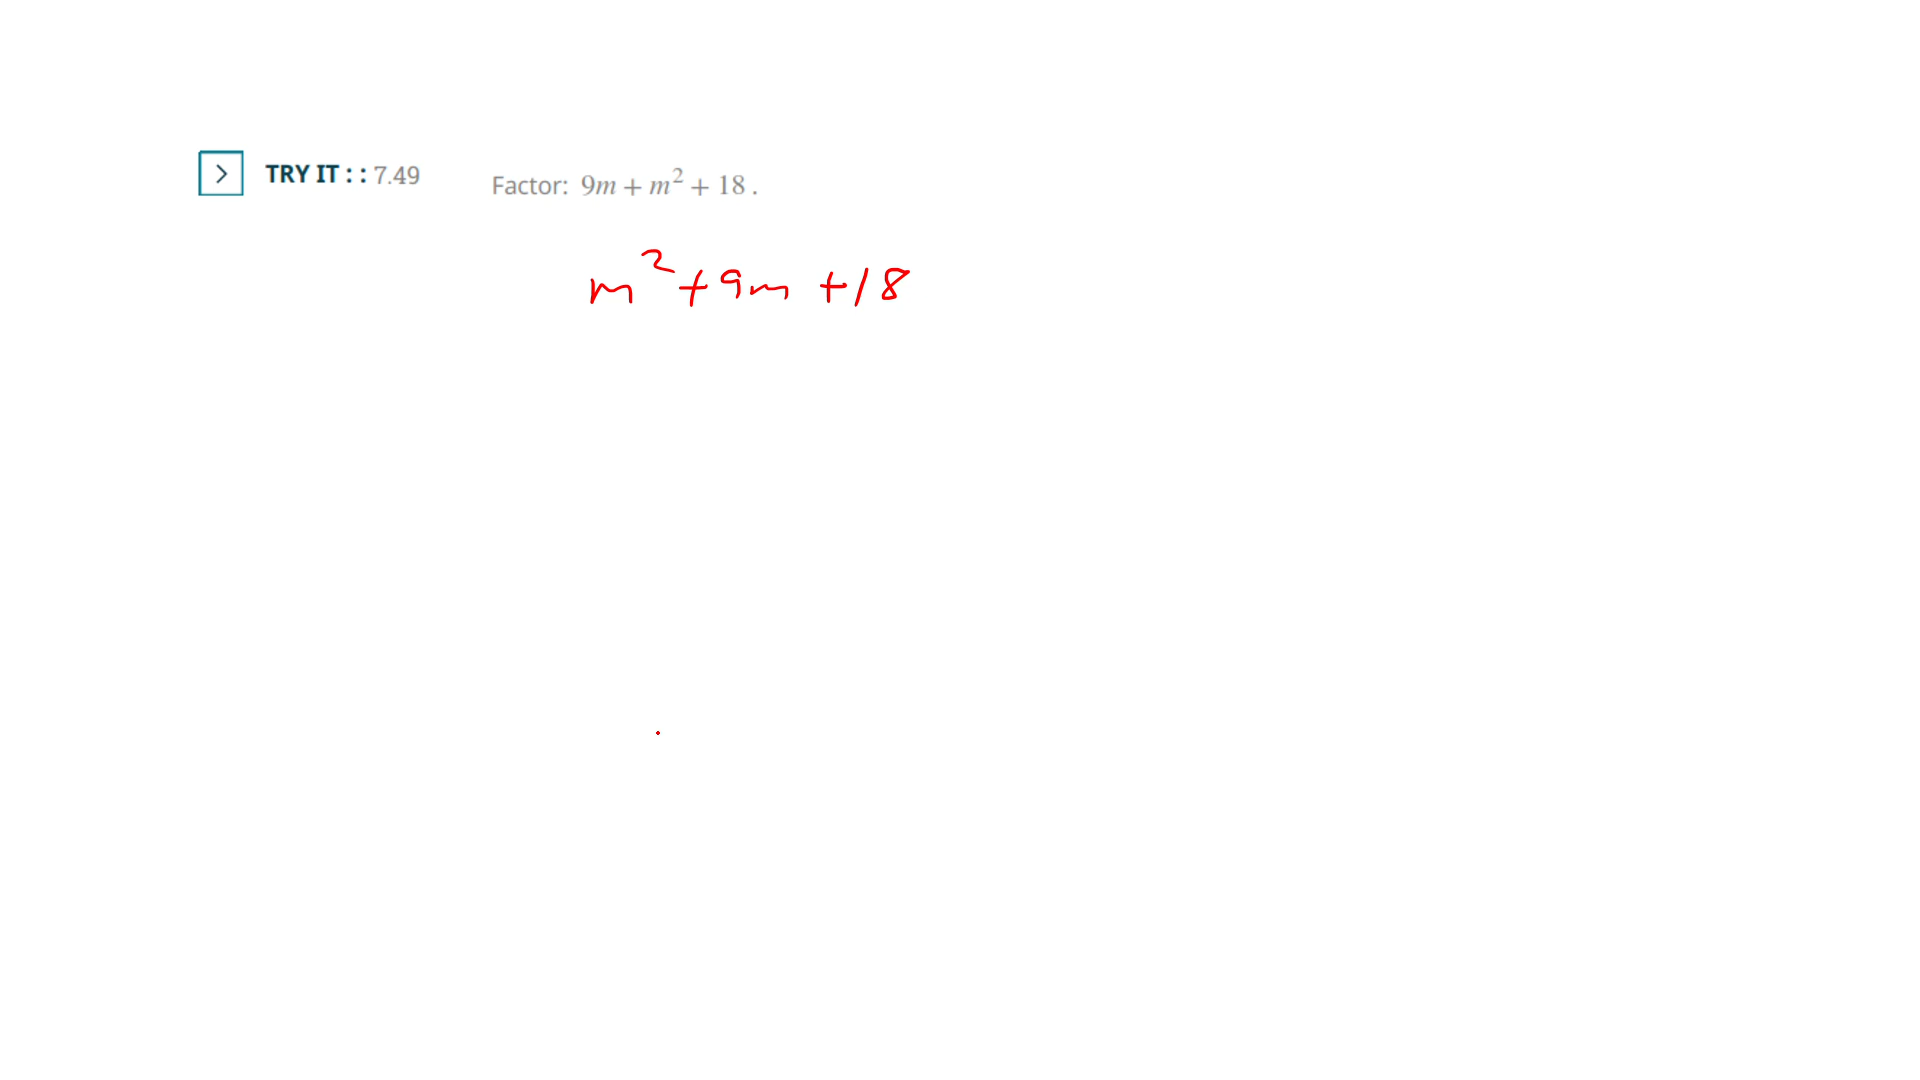 > TRY IT : : 7.49 Factor: 9m + m² + 18 .
m² + 9m + 18